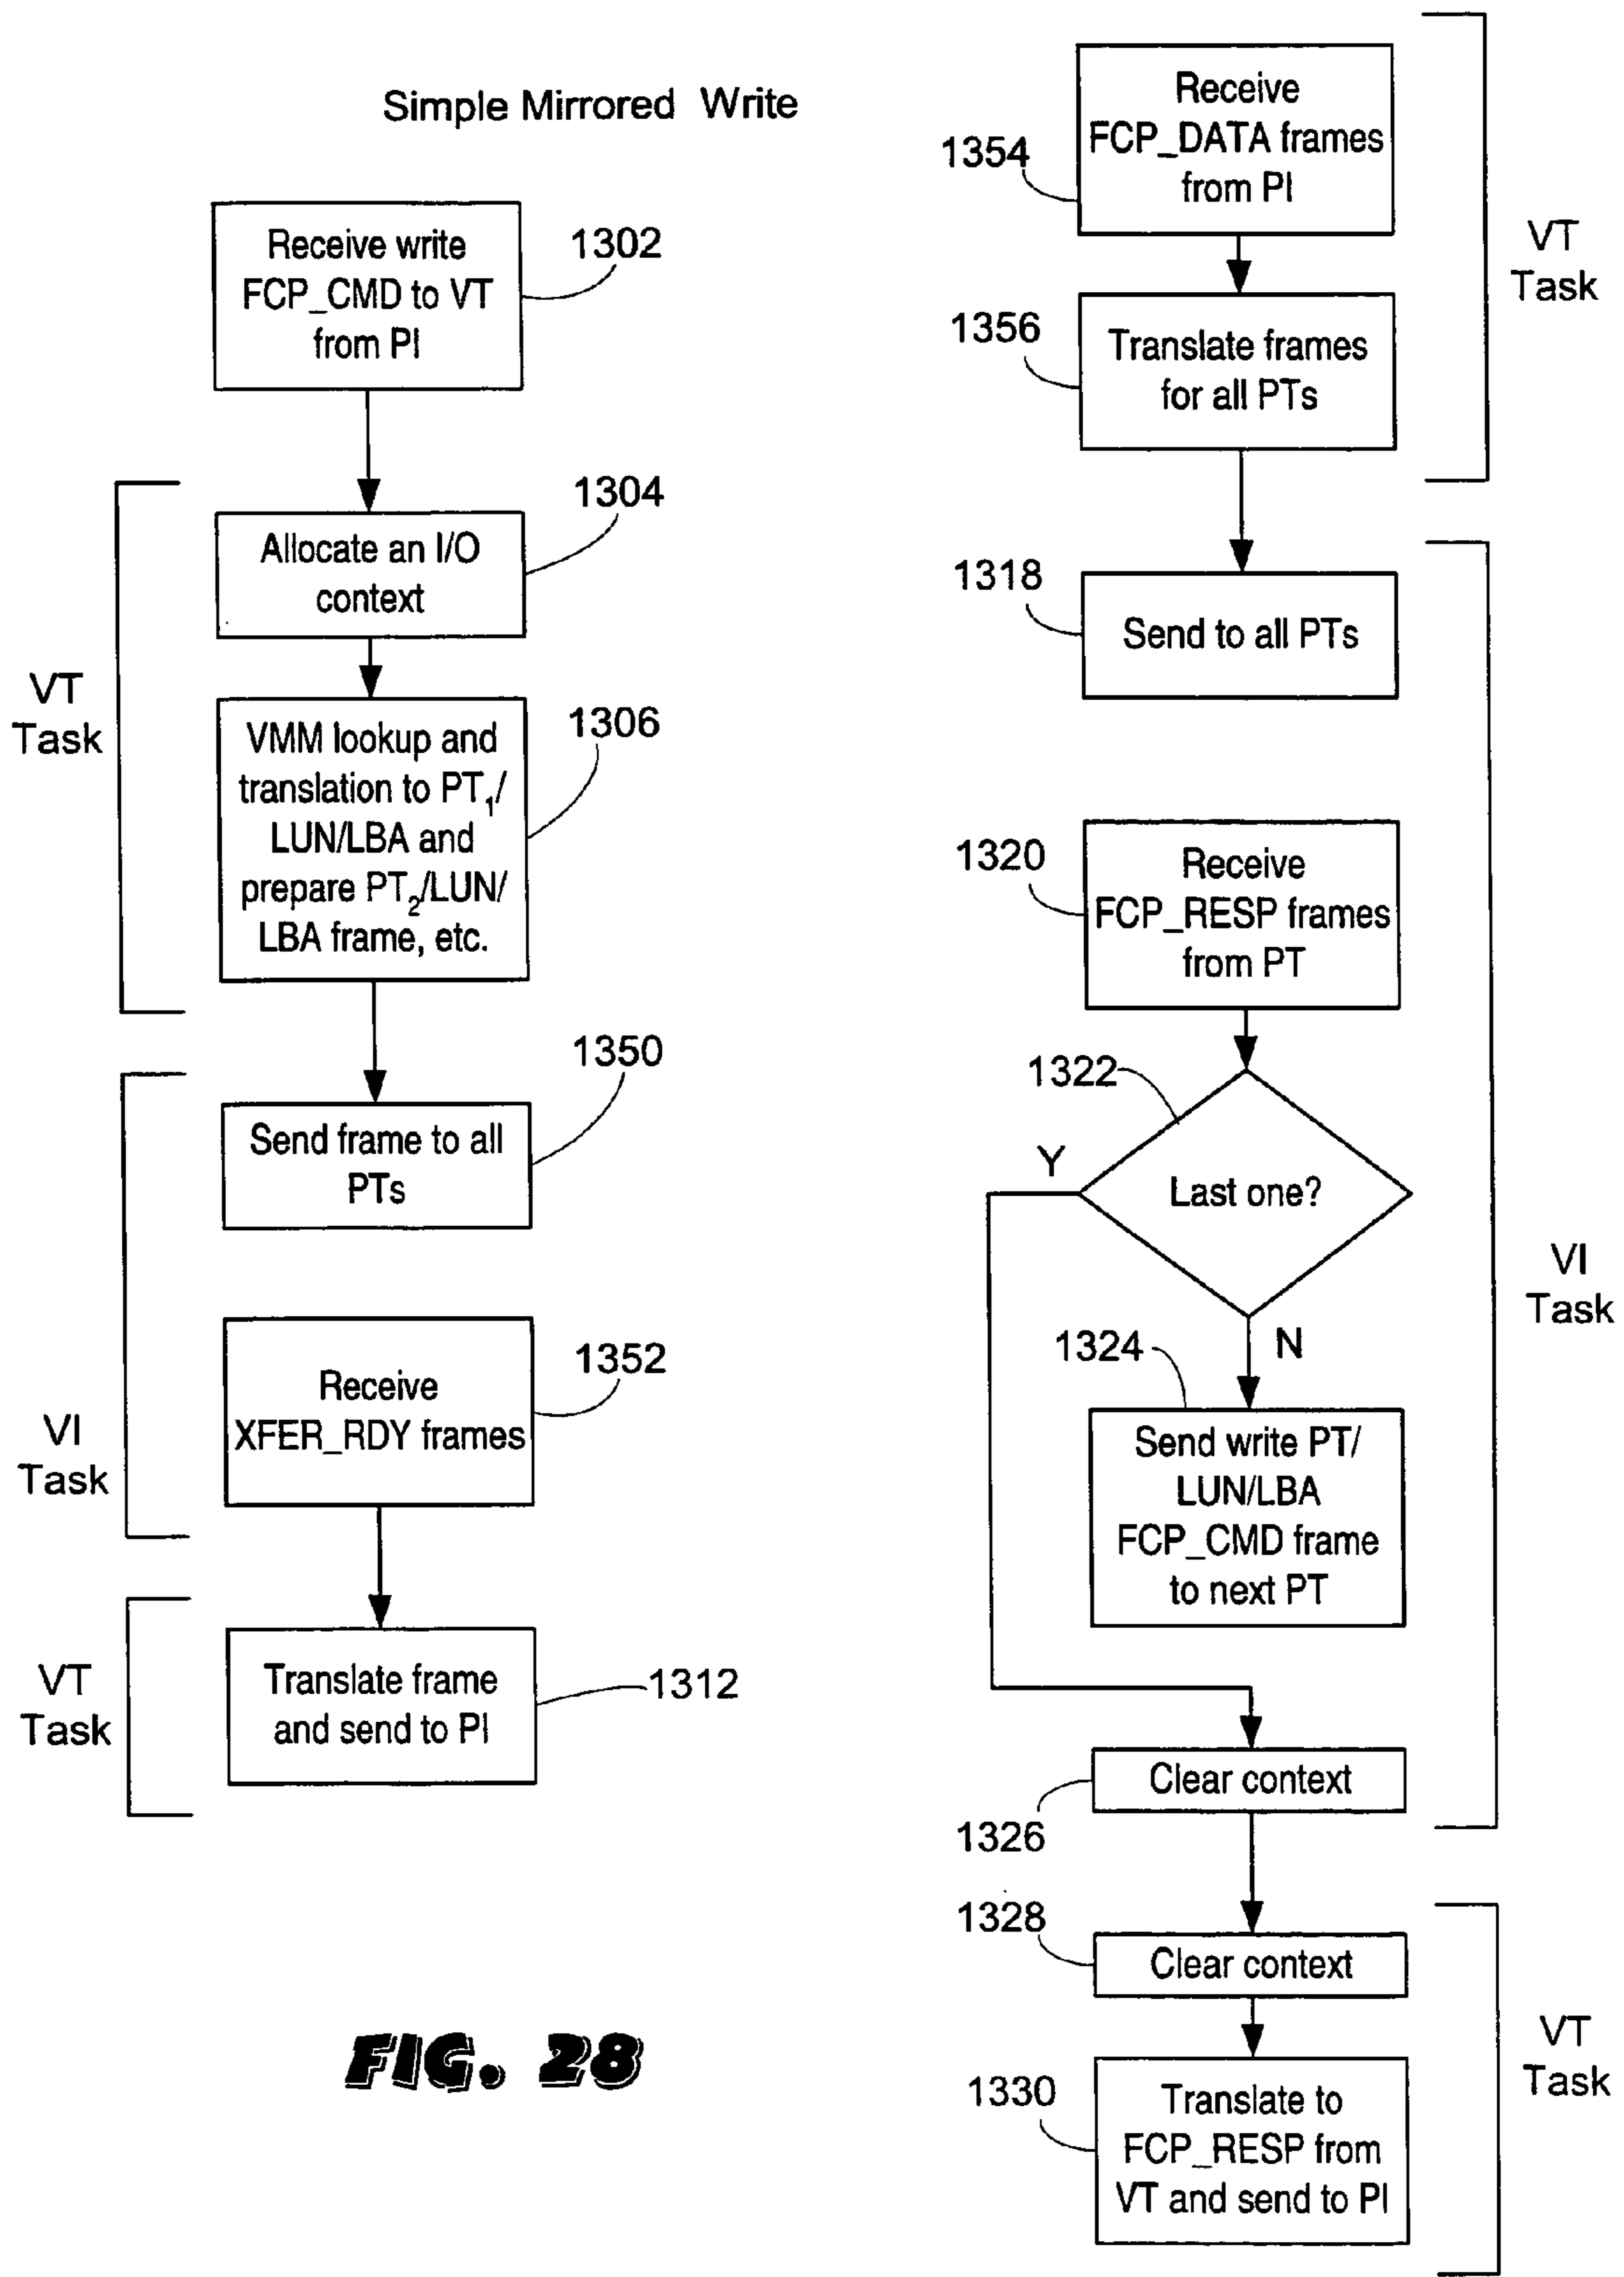 Simple Mirrored Write
Receive write
FCP_CMD to VT
from PI
1302
Allocate an I/O
context
1304
VMM lookup and
translation to PT1/
LUN/LBA and
prepare PT2/LUN/
LBA frame, etc.
1306
VT
Task
Send frame to all
PTs
1350
Receive
XFER_RDY frames
1352
VI
Task
Translate frame
and send to PI
1312
VT
Task
Receive
FCP_DATA frames
from PI
1354
Translate frames
for all PTs
1356
VT
Task
Send to all PTs
1318
Receive
FCP_RESP frames
from PT
1320
Last one?
1322
Y
N
Send write PT/
LUN/LBA
FCP_CMD frame
to next PT
1324
VI
Task
Clear context
1326
Clear context
1328
Translate to
FCP_RESP from
VT and send to PI
1330
VT
Task
FIG. 28